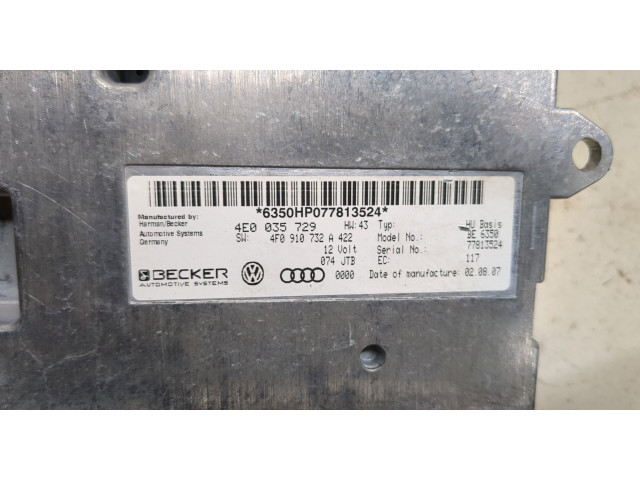 *6350HP077813524*
Manufactured by:
Harman/Becker
Automotive Systems
Germany
4E0 035 729 HW: 43 Typ: HU Basis
SW: 4F0 910 732 A 422 Model No.: BE 6350
12 Volt Serial No.: 77813524
074 JTB EC: 117
BECKER
AUTOMOTIVE SYSTEMS
0000 Date of manufacture: 02.08.07